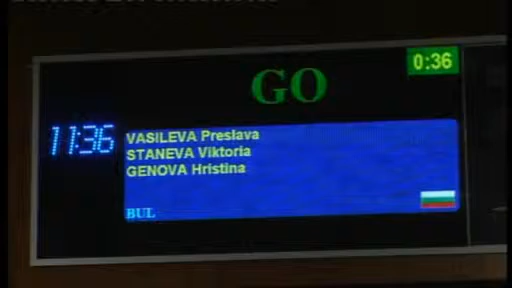 0:36
GO
11:36
VASILEVA Preslava
STANEVA Viktoria
GENOVA Hristina
BUL